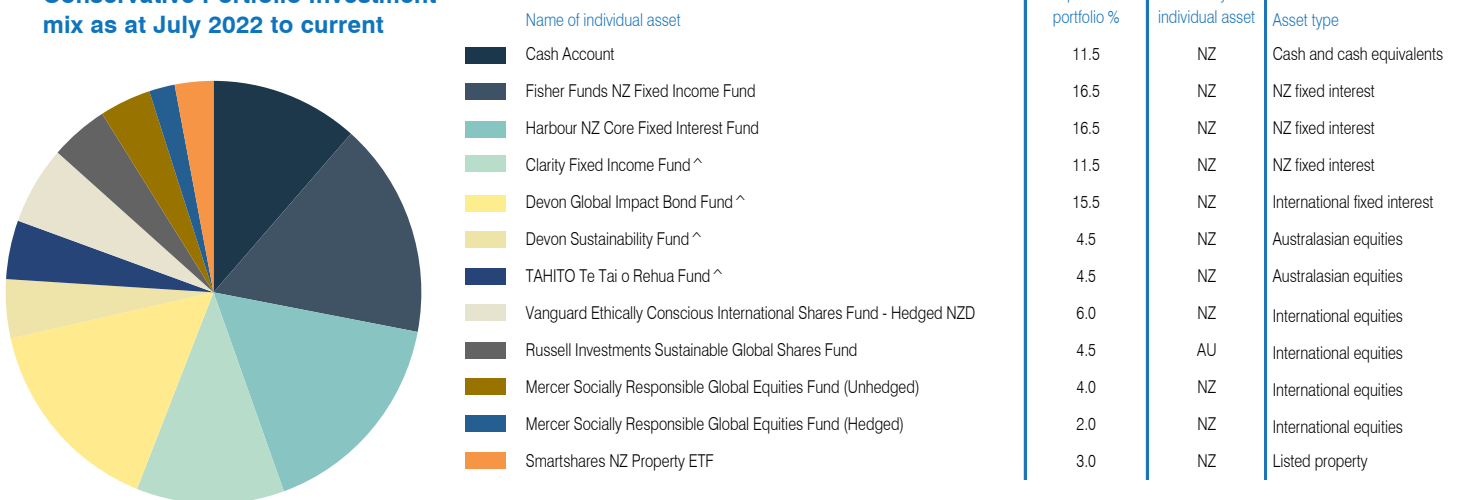 Conservative Portfolio investment
mix as at July 2022 to current
Name of individual asset portfolio % individual asset Asset type
Cash Account 11.5 NZ Cash and cash equivalents
Fisher Funds NZ Fixed Income Fund 16.5 NZ NZ fixed interest
Harbour NZ Core Fixed Interest Fund 16.5 NZ NZ fixed interest
Clarity Fixed Income Fund^ 11.5 NZ NZ fixed interest
Devon Global Impact Bond Fund^ 15.5 NZ International fixed interest
Devon Sustainability Fund^ 4.5 NZ Australasian equities
TAHITO Te Tai o Rehua Fund^ 4.5 NZ Australasian equities
Vanguard Ethically Conscious International Shares Fund - Hedged NZD 6.0 NZ International equities
Russell Investments Sustainable Global Shares Fund 4.5 AU International equities
Mercer Socially Responsible Global Equities Fund (Unhedged) 4.0 NZ International equities
Mercer Socially Responsible Global Equities Fund (Hedged) 2.0 NZ International equities
Smartshares NZ Property ETF 3.0 NZ Listed property